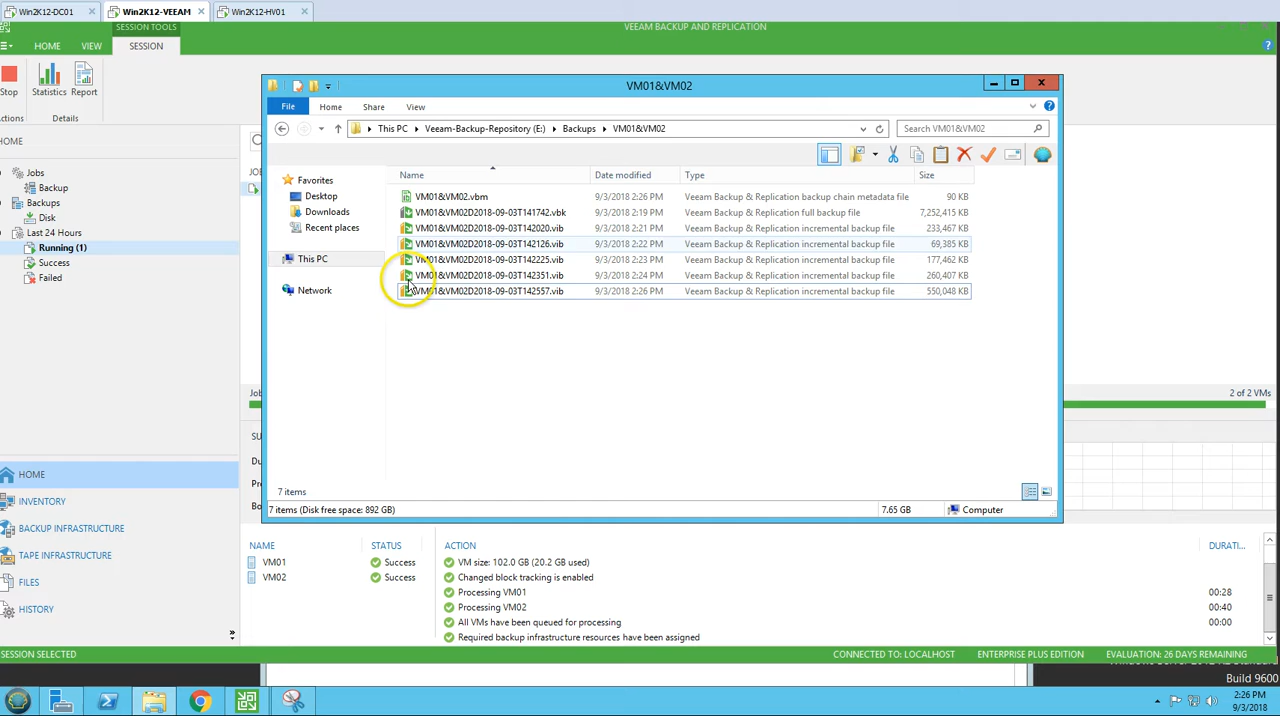 Win2K12-DC01
Win2K12-VEEAM
Win2K12-HV01
SESSION TOOLS
VEEAM BACKUP AND REPLICATION
HOME
VIEW
SESSION
Stop
Statistics
Report
Actions
Details
HOME
Jobs
Backup
Backups
Disk
Last 24 Hours
Running (1)
Success
Failed
VM01&VM02
File
Home
Share
View
This PC
Veeam-Backup-Repository (E:)
Backups
VM01&VM02
Search VM01&VM02
Favorites
Desktop
Downloads
Recent places
This PC
Network
Name Date modified Type Size
VM01&VM02.vbm 9/3/2018 2:26 PM Veeam Backup & Replication backup chain metadata file 90 KB
VM01&VM02D2018-09-03T141742.vbk 9/3/2018 2:19 PM Veeam Backup & Replication full backup file 7,252,415 KB
VM01&VM02D2018-09-03T142020.vib 9/3/2018 2:21 PM Veeam Backup & Replication incremental backup file 233,467 KB
VM01&VM02D2018-09-03T142126.vib 9/3/2018 2:22 PM Veeam Backup & Replication incremental backup file 69,385 KB
VM01&VM02D2018-09-03T142225.vib 9/3/2018 2:23 PM Veeam Backup & Replication incremental backup file 177,462 KB
VM01&VM02D2018-09-03T142351.vib 9/3/2018 2:24 PM Veeam Backup & Replication incremental backup file 260,407 KB
VM01&VM02D2018-09-03T142557.vib 9/3/2018 2:26 PM Veeam Backup & Replication incremental backup file 550,048 KB
2 of 2 VMs
7 items
7 items (Disk free space: 892 GB)
7.65 GB
Computer
HOME
INVENTORY
BACKUP INFRASTRUCTURE
TAPE INFRASTRUCTURE
FILES
HISTORY
NAME STATUS
VM01 Success
VM02 Success
ACTION DURATI...
VM size: 102.0 GB (20.2 GB used)
Changed block tracking is enabled
Processing VM01 00:28
Processing VM02 00:40
All VMs have been queued for processing 00:00
Required backup infrastructure resources have been assigned
SESSION SELECTED
CONNECTED TO: LOCALHOST
ENTERPRISE PLUS EDITION
EVALUATION: 26 DAYS REMAINING
Build 9600
2:26 PM
9/3/2018